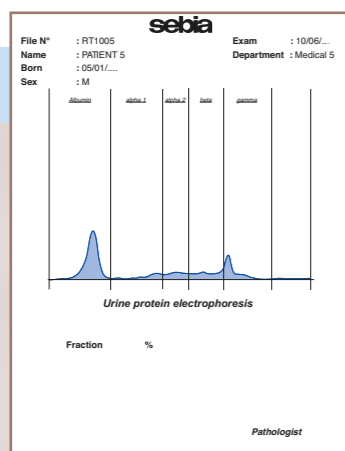 sebia
File N° : RT1005 Exam : 10/06/...
Name : PATIENT 5 Department : Medical 5
Born : 05/01/....
Sex : M
Albumin alpha 1 alpha 2 beta gamma
Urine protein electrophoresis
Fraction %
Pathologist